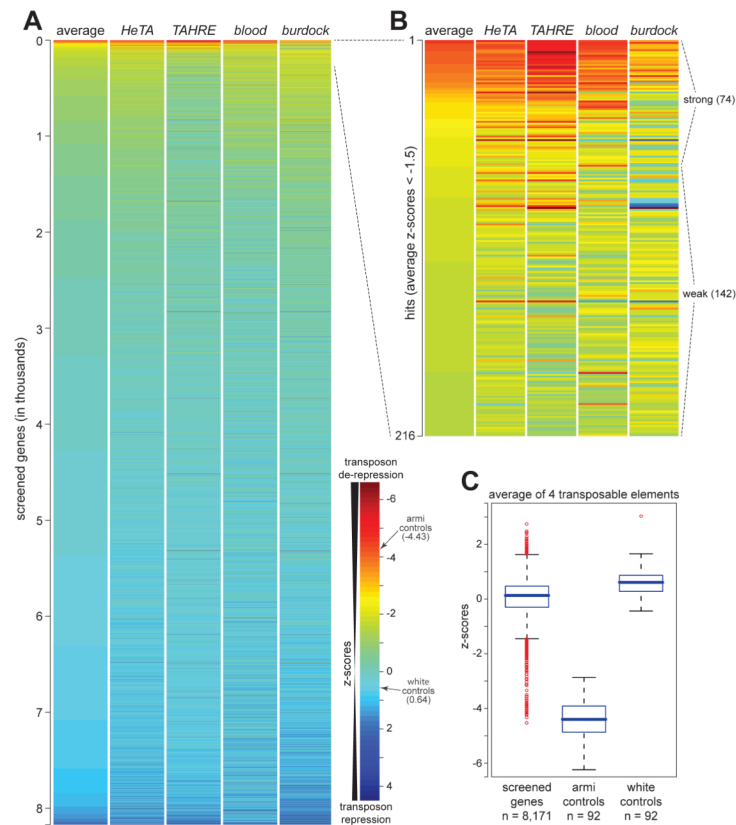 A
average HeTA TAHRE blood burdock
0
1
2
3
4
5
6
7
8
screened genes (in thousands)
B
average HeTA TAHRE blood burdock
1
216
hits (average z-scores < -1.5)
strong (74)
weak (142)
transposon
de-repression
-6
-4
-2
0
2
4
z-scores
armi
controls
(-4.43)
white
controls
(0.64)
transposon
repression
C
average of 4 transposable elements
2
0
-2
-4
-6
z-scores
screened
genes
n = 8,171
armi
controls
n = 92
white
controls
n = 92